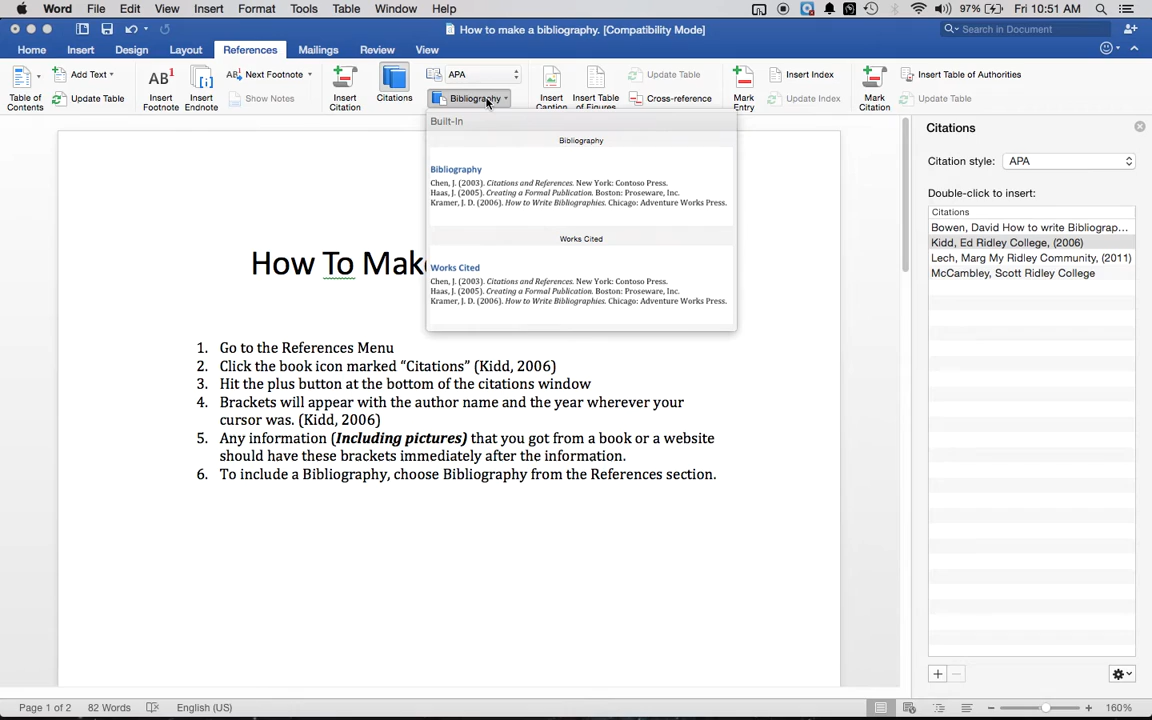 Word File Edit View Insert Format Tools Table Window Help 97% Fri 10:51 AM
How to make a bibliography. [Compatibility Mode] Search in Document
Home Insert Design Layout References Mailings Review View
Table of Contents
Add Text
Update Table
AB1 Insert Footnote
Insert Endnote
AB1 Next Footnote
Show Notes
Insert Citation
Citations
APA
Bibliography
Insert Caption
Insert Table of Figures
Update Table
Cross-reference
Mark Entry
Insert Index
Update Index
Mark Citation
Insert Table of Authorities
Update Table
Built-In
Bibliography
Bibliography
Chen, J. (2003). Citations and References. New York: Contoso Press.
Haas, J. (2005). Creating a Formal Publication. Boston: Proseware, Inc.
Kramer, J. D. (2006). How to Write Bibliographies. Chicago: Adventure Works Press.
Works Cited
Works Cited
Chen, J. (2003). Citations and References. New York: Contoso Press.
Haas, J. (2005). Creating a Formal Publication. Boston: Proseware, Inc.
Kramer, J. D. (2006). How to Write Bibliographies. Chicago: Adventure Works Press.
How To Mak
1. Go to the References Menu
2. Click the book icon marked “Citations” (Kidd, 2006)
3. Hit the plus button at the bottom of the citations window
4. Brackets will appear with the author name and the year wherever your
cursor was. (Kidd, 2006)
5. Any information (Including pictures) that you got from a book or a website
should have these brackets immediately after the information.
6. To include a Bibliography, choose Bibliography from the References section.
Citations
Citation style: APA
Double-click to insert:
Citations
Bowen, David How to write Bibliograp...
Kidd, Ed Ridley College, (2006)
Lech, Marg My Ridley Community, (2011)
McCambley, Scott Ridley College
Page 1 of 2 82 Words English (US) 160%